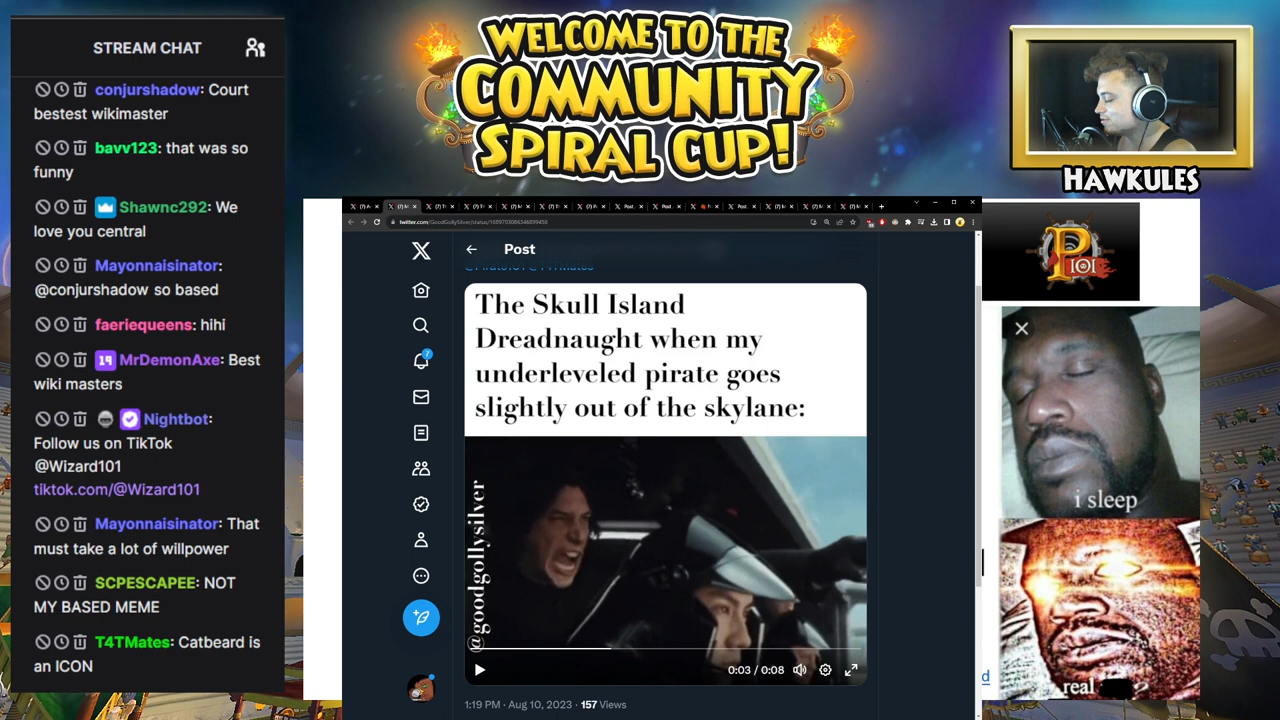 STREAM CHAT
conjurshadow: Court
bestest wikimaster
bavv123: that was so
funny
Shawnc292: We
love you central
Mayonnaisinator:
@conjurshadow so based
faeriequeens: hihi
19 MrDemonAxe: Best
wiki masters
Nightbot:
Follow us on TikTok
@Wizard101
tiktok.com/@Wizard101
Mayonnaisinator: That
must take a lot of willpower
SCPESCAPEE: NOT
MY BASED MEME
T4TMates: Catbeard is
an ICON
WELCOME TO THE
COMMUNITY
SPIRAL CUP!
HAWKULES
Post
The Skull Island
Dreadnaught when my
underleveled pirate goes
slightly out of the skylane:
@goodgollysilver
0:03 / 0:08
1:19 PM · Aug 10, 2023 · 157 Views
P101
i sleep
real
d